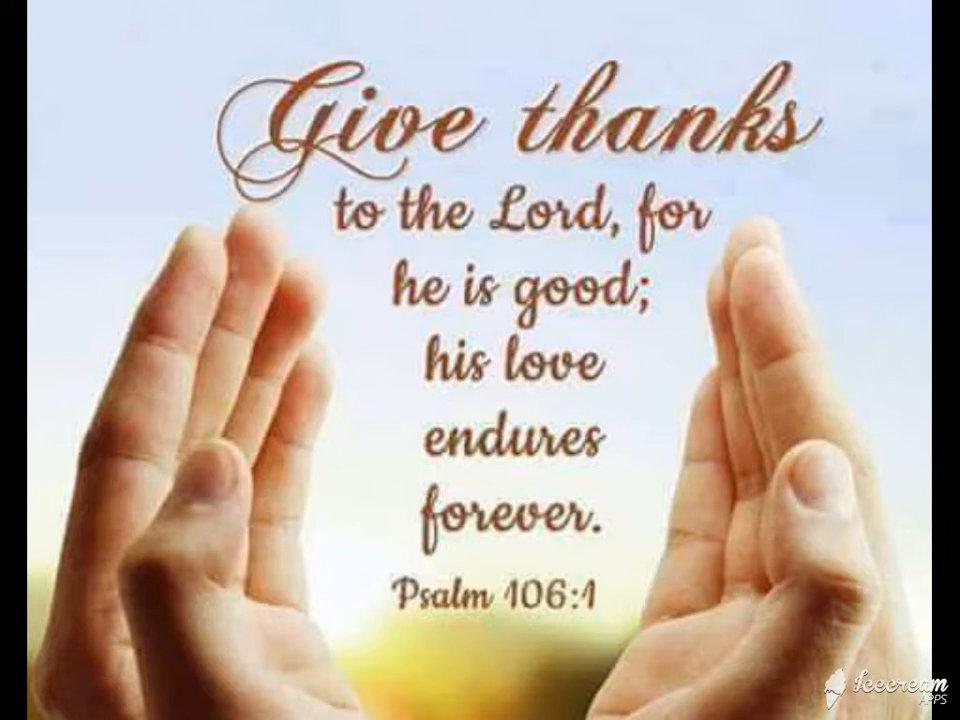 Give thanks
to the Lord, for
he is good;
his love
endures
forever.
Psalm 106:1
Icecream
APPS